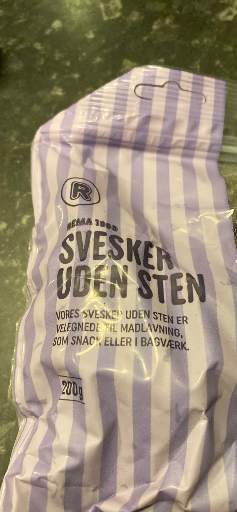 R
REMA 1000
SVESKER
UDEN STEN
VORES SVESKER UDEN STEN ER
VELEGNEDE TIL MADLAVNING,
SOM SNACK ELLER I BAGVÆRK.
200g